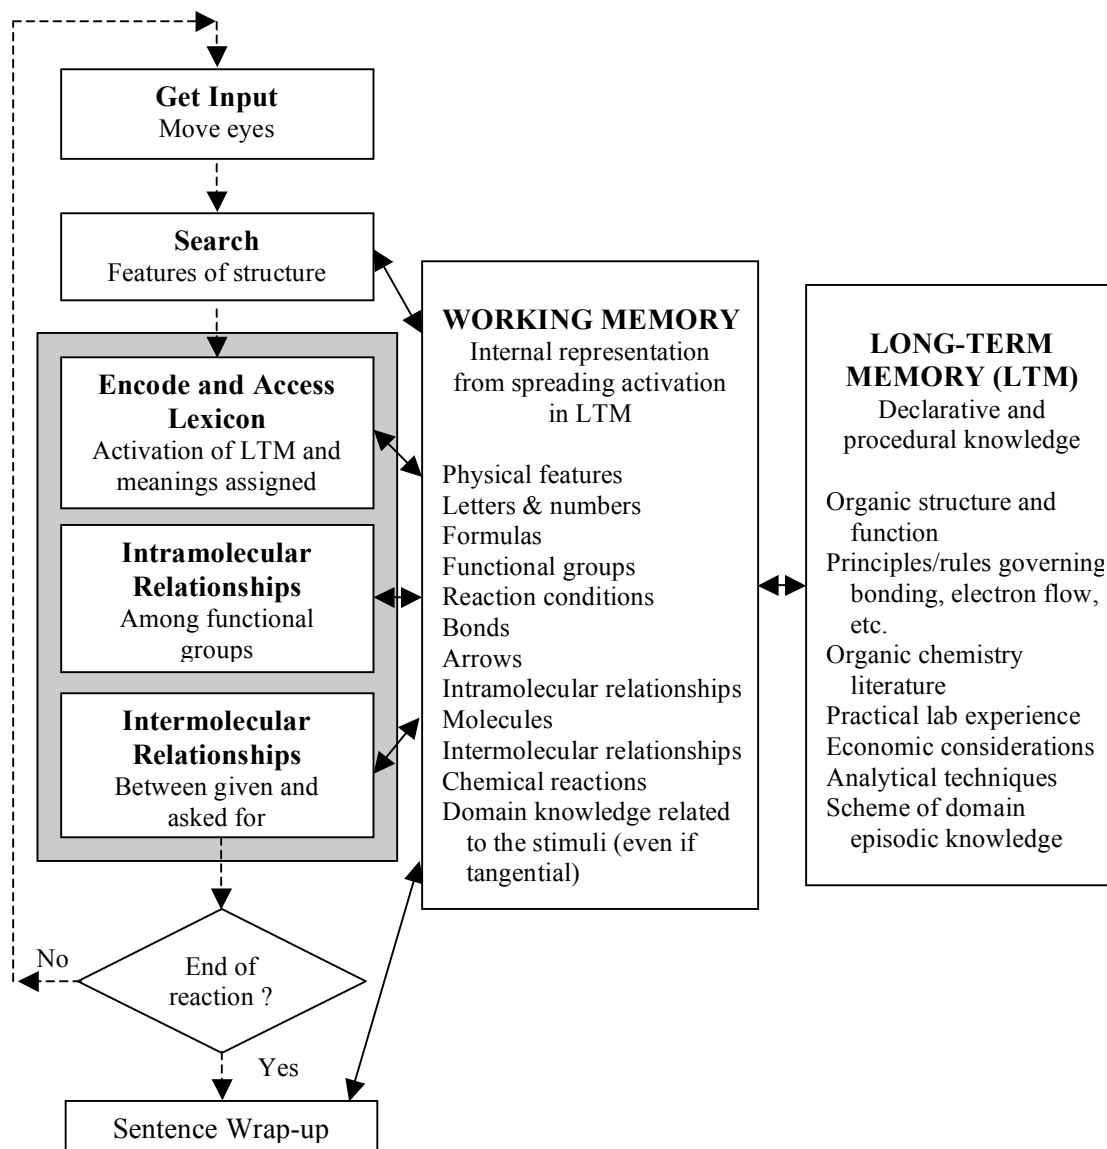 Get Input
Move eyes
Search
Features of structure
Encode and Access
Lexicon
Activation of LTM and
meanings assigned
Intramolecular
Relationships
Among functional
groups
Intermolecular
Relationships
Between given and
asked for
No
End of
reaction ?
Yes
Sentence Wrap-up
WORKING MEMORY
Internal representation
from spreading activation
in LTM
Physical features
Letters & numbers
Formulas
Functional groups
Reaction conditions
Bonds
Arrows
Intramolecular relationships
Molecules
Intermolecular relationships
Chemical reactions
Domain knowledge related
to the stimuli (even if
tangential)
LONG-TERM
MEMORY (LTM)
Declarative and
procedural knowledge
Organic structure and
function
Principles/rules governing
bonding, electron flow,
etc.
Organic chemistry
literature
Practical lab experience
Economic considerations
Analytical techniques
Scheme of domain
episodic knowledge